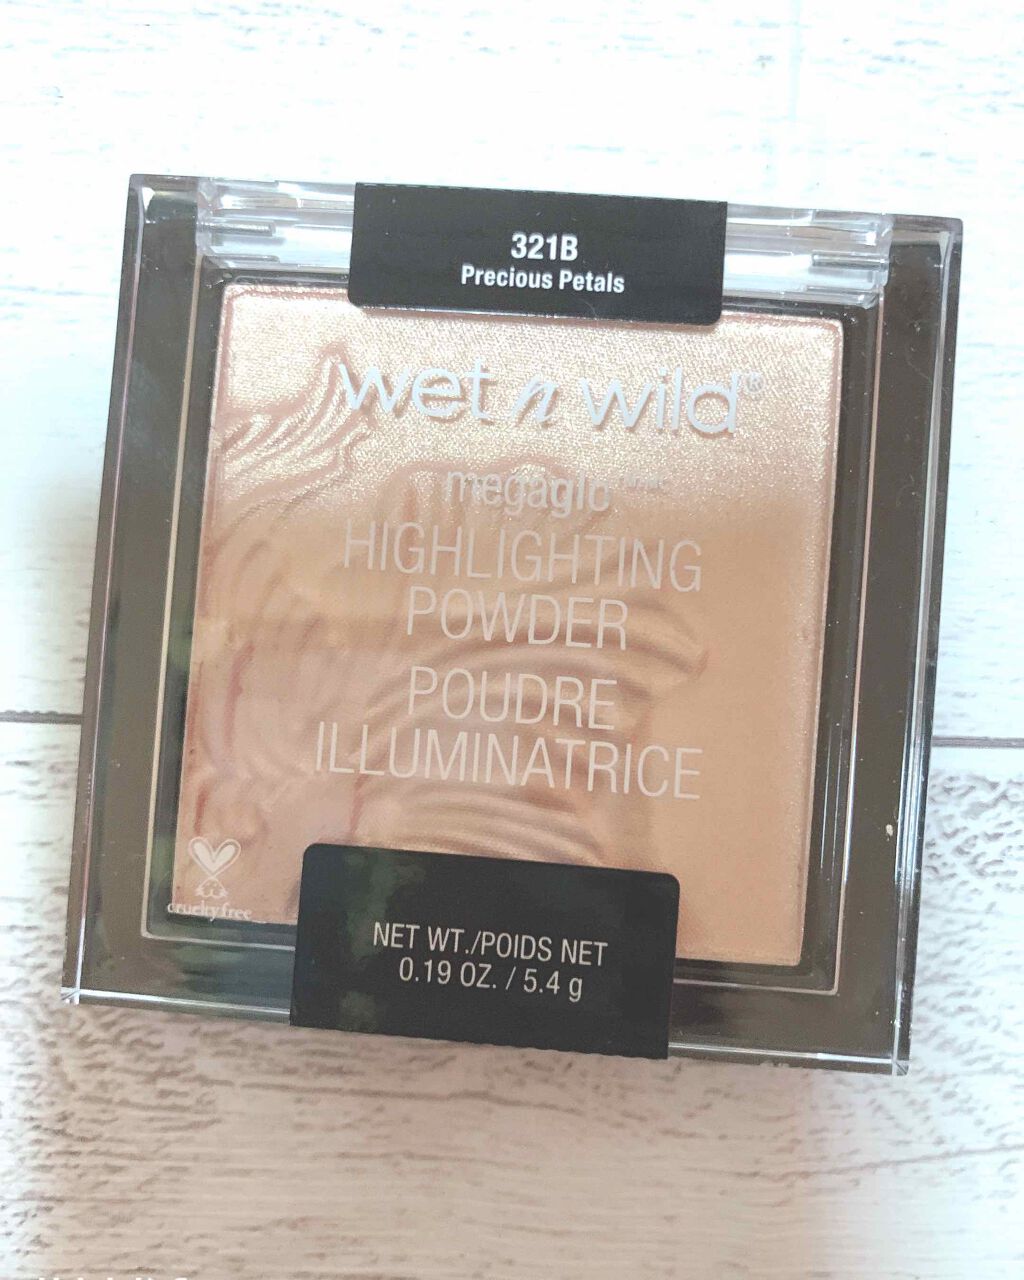 321B
Precious Petals
wet n wild®
megaglo
HIGHLIGHTING
POWDER
POUDRE
ILLUMINATRICE
cruelty free
NET WT./POIDS NET
0.19 OZ. / 5.4 g